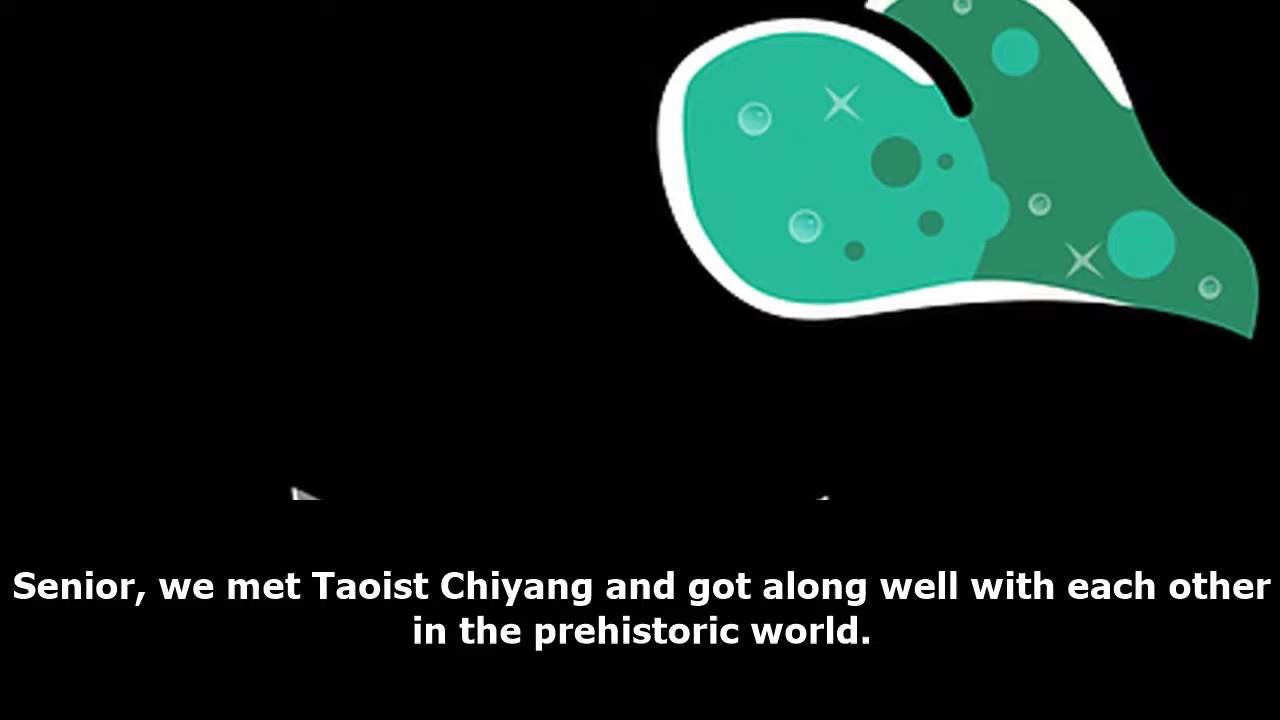 Senior, we met Taoist Chiyang and got along well with each other
in the prehistoric world.